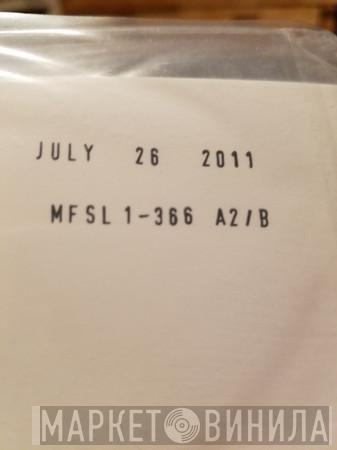 JULY 26 2011
MFSL 1-366 A2/B
МАРКЕТ ВИНИЛА